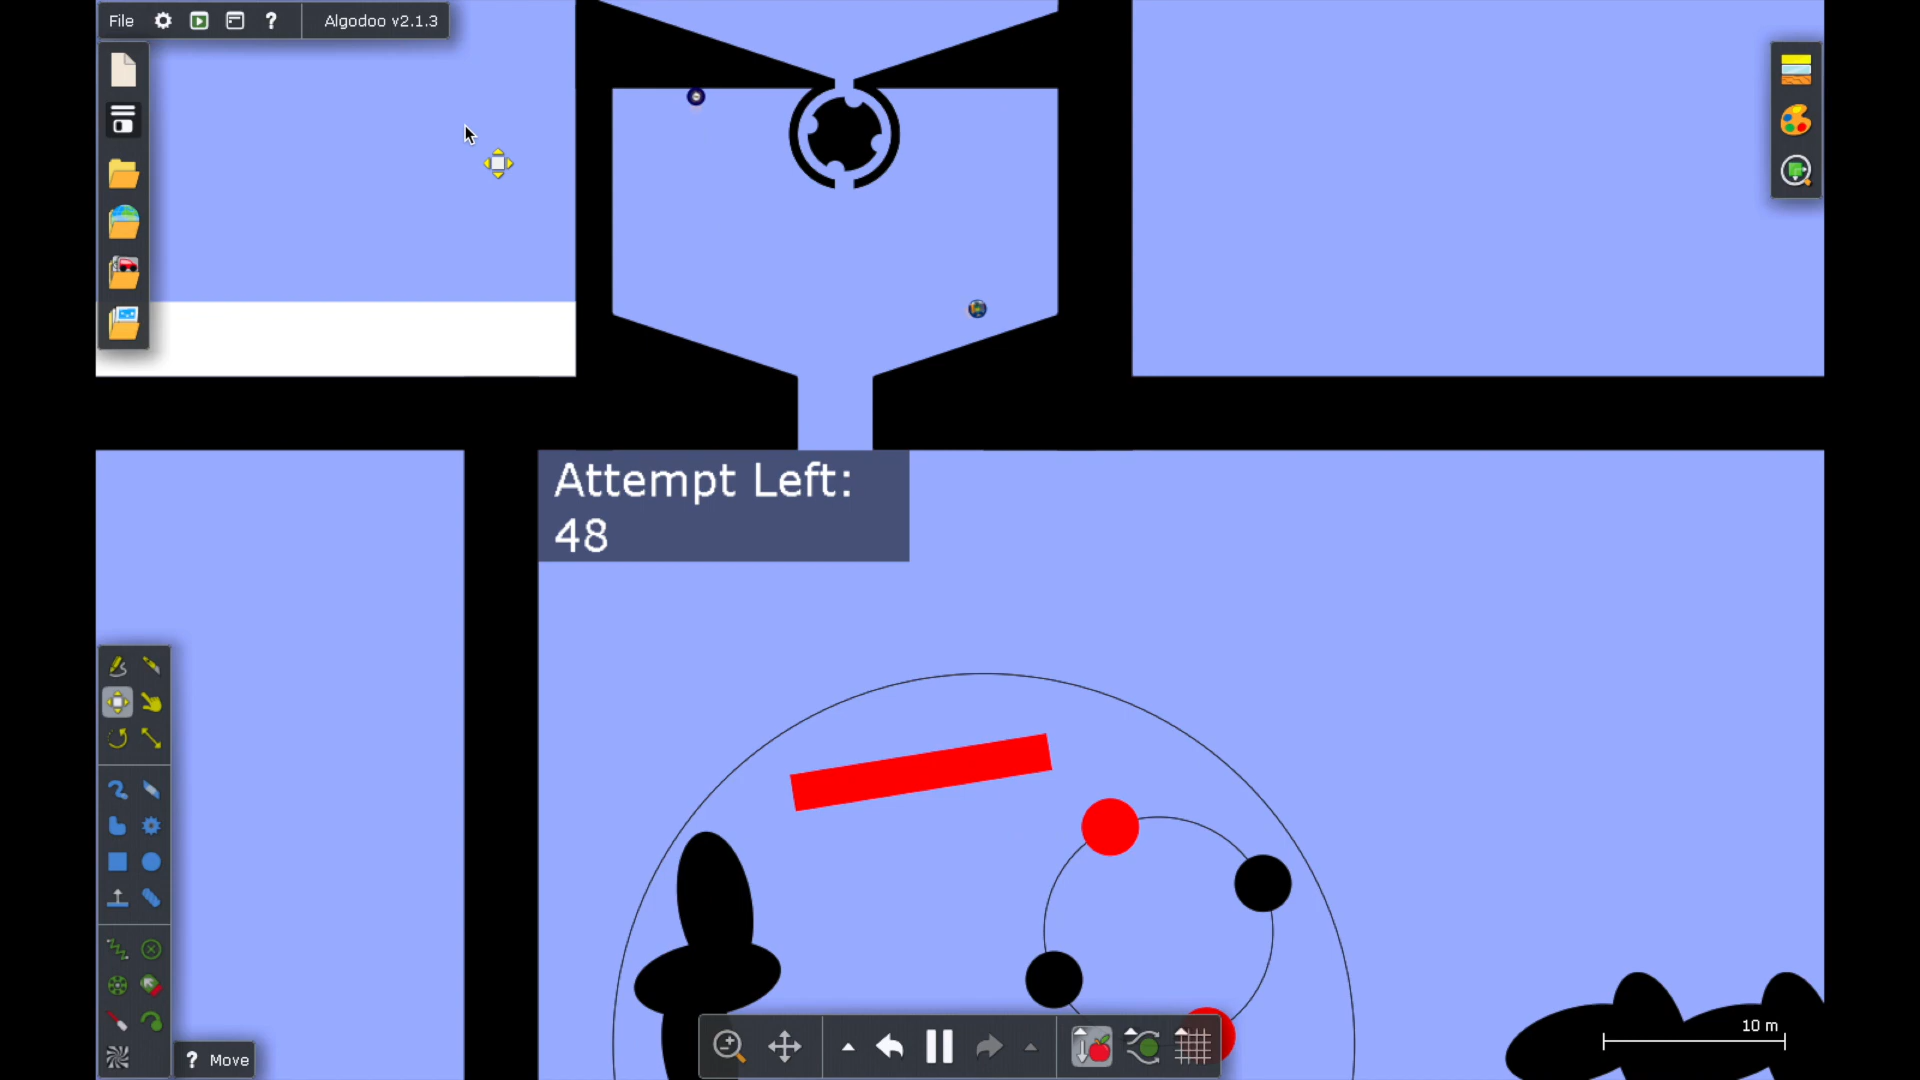 File ? Algodoo v2.1.3
Attempt Left:
48
10 m
? Move